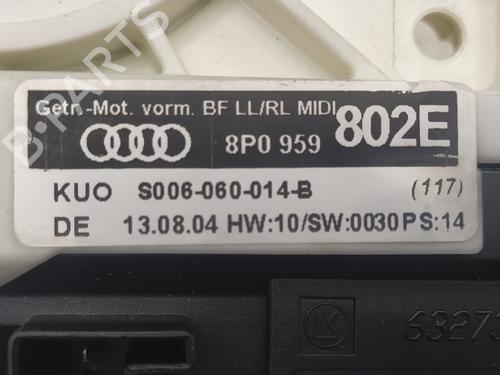 Getr.-Mot. vorm. BF LL/RL MIDI
8P0 959 802E
KUO S006-060-014-B (117)
DE 13.08.04 HW:10/SW:0030 PS:14
LK
B-PARTS